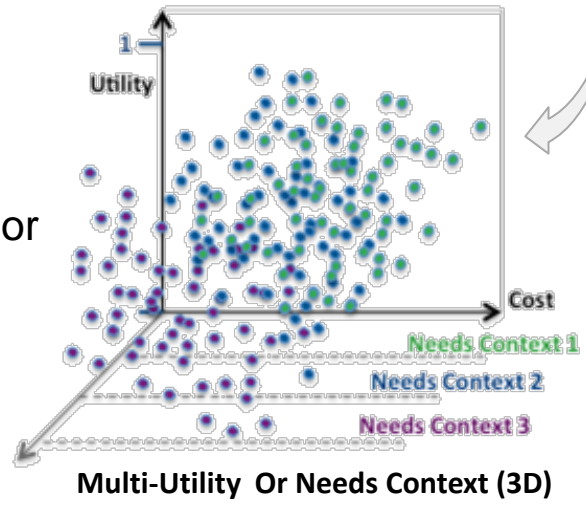 1
Utility
or
Cost
Needs Context 1
Needs Context 2
Needs Context 3
Multi-Utility Or Needs Context (3D)